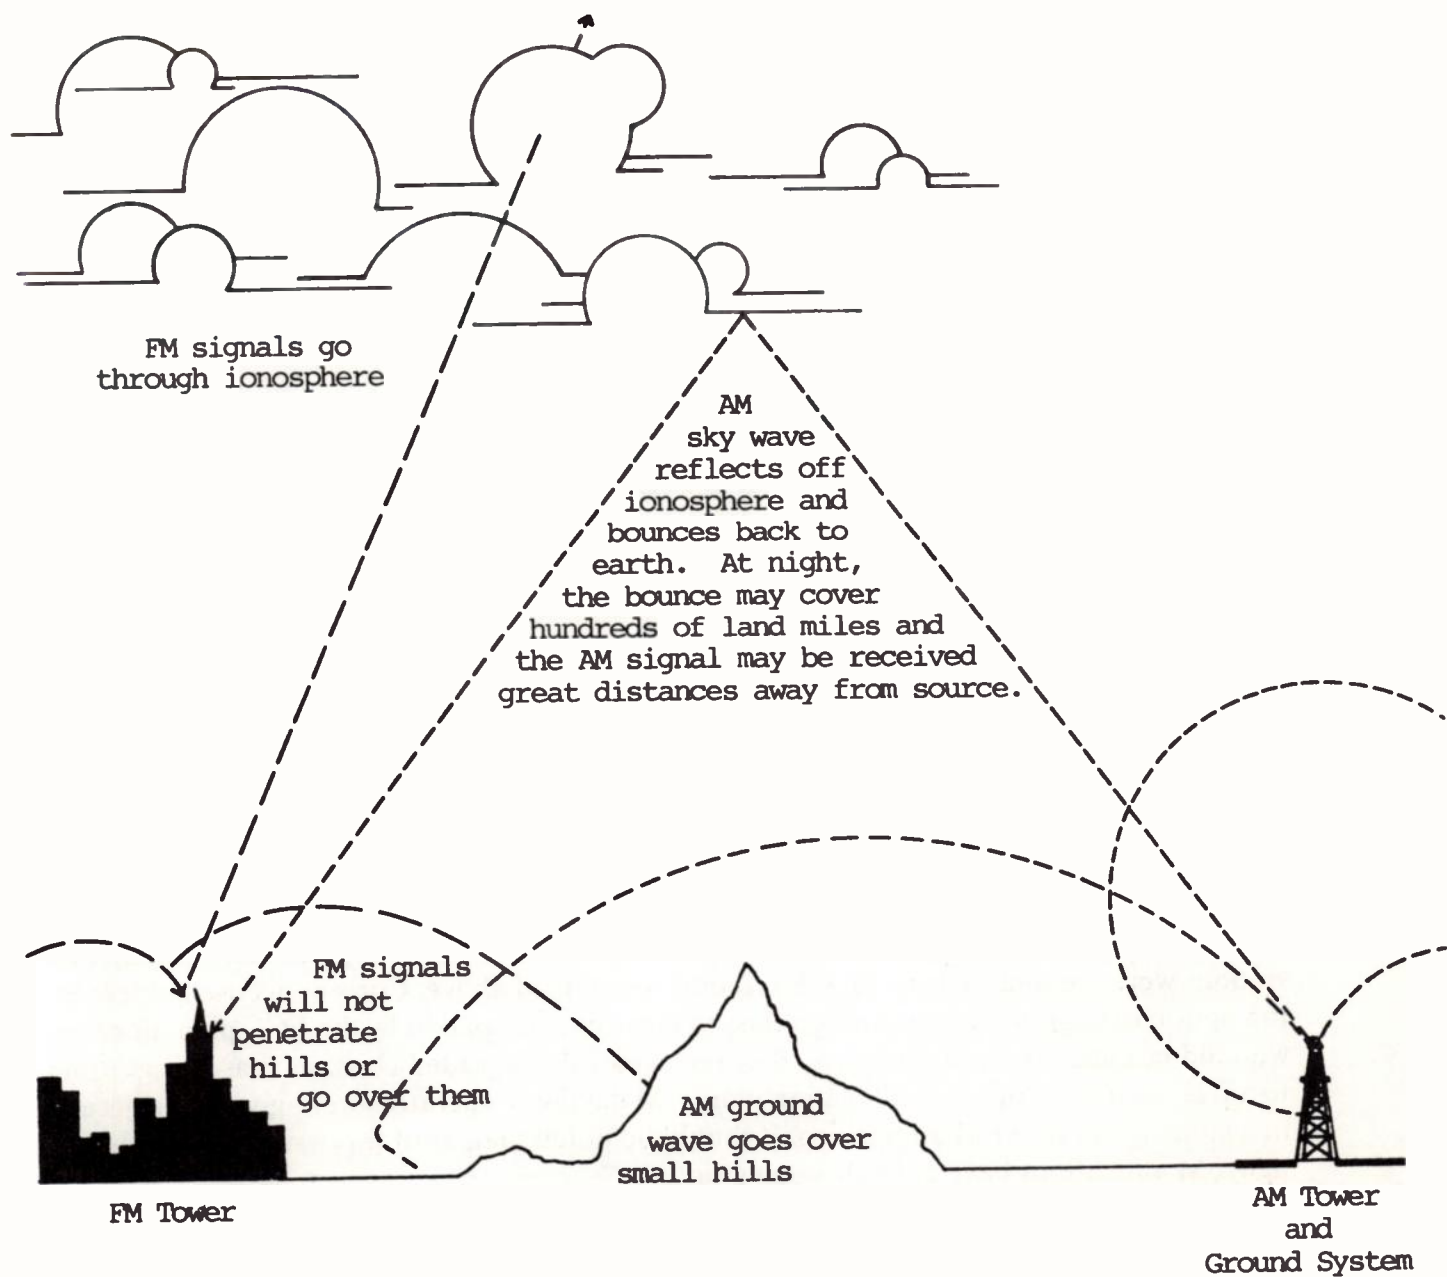 FM signals go
through ionosphere
AM
sky wave
reflects off
ionosphere and
bounces back to
earth. At night,
the bounce may cover
hundreds of land miles and
the AM signal may be received
great distances away from source.
FM signals
will not
penetrate
hills or
go over them
AM ground
wave goes over
small hills
FM Tower
AM Tower
and
Ground System